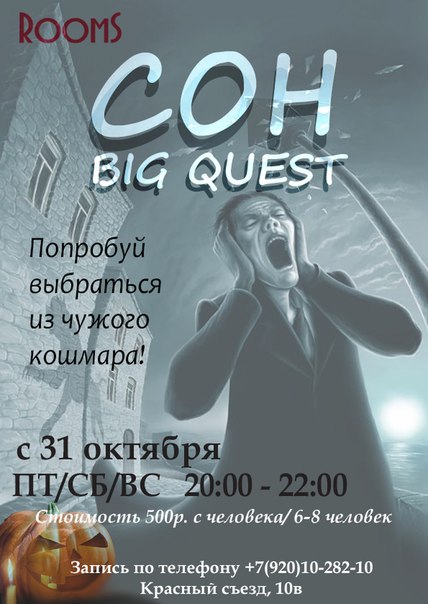 ROOMS
СОН
BIG QUEST
Попробуй
выбраться
из чужого
кошмара!
с 31 октября
ПТ/СБ/ВС 20:00 - 22:00
Стоимость 500р. с человека/ 6-8 человек
Запись по телефону +7(920)10-282-10
Красный съезд, 10в